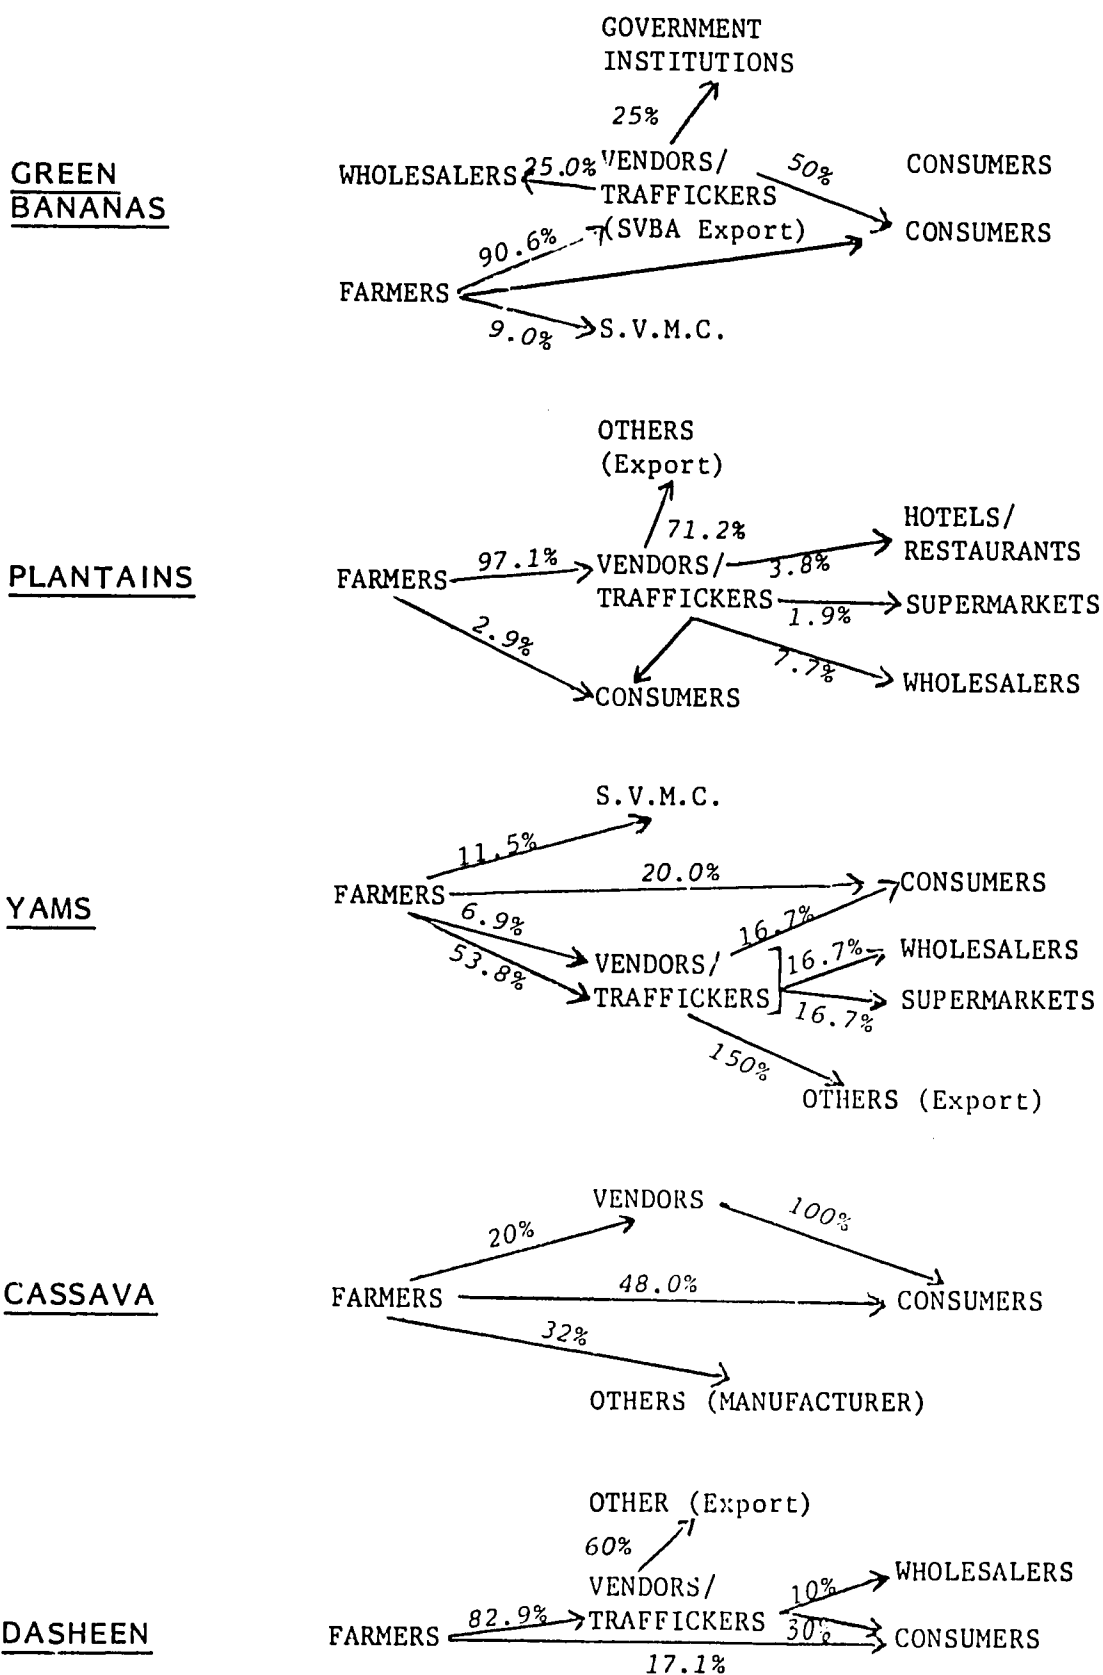 GOVERNMENT
INSTITUTIONS
25%
GREEN
BANANAS
WHOLESALERS 25.0% VENDORS/ 50% CONSUMERS
TRAFFICKERS
90.6% (SVBA Export) CONSUMERS
FARMERS
9.0% S.V.M.C.
OTHERS
(Export)
71.2% HOTELS/
RESTAURANTS
PLANTAINS FARMERS 97.1% VENDORS/ 3.8%
TRAFFICKERS 1.9% SUPERMARKETS
2.9% 7.7%
CONSUMERS WHOLESALERS
S.V.M.C.
11.5%
YAMS FARMERS 20.0% CONSUMERS
6.9% 16.7%
53.8% VENDORS/ 16.7% WHOLESALERS
TRAFFICKERS 16.7% SUPERMARKETS
150%
OTHERS (Export)
VENDORS 100%
20%
CASSAVA FARMERS 48.0% CONSUMERS
32%
OTHERS (MANUFACTURER)
OTHER (Export)
60%
VENDORS/ 10% WHOLESALERS
DASHEEN FARMERS 82.9% TRAFFICKERS 30% CONSUMERS
17.1%